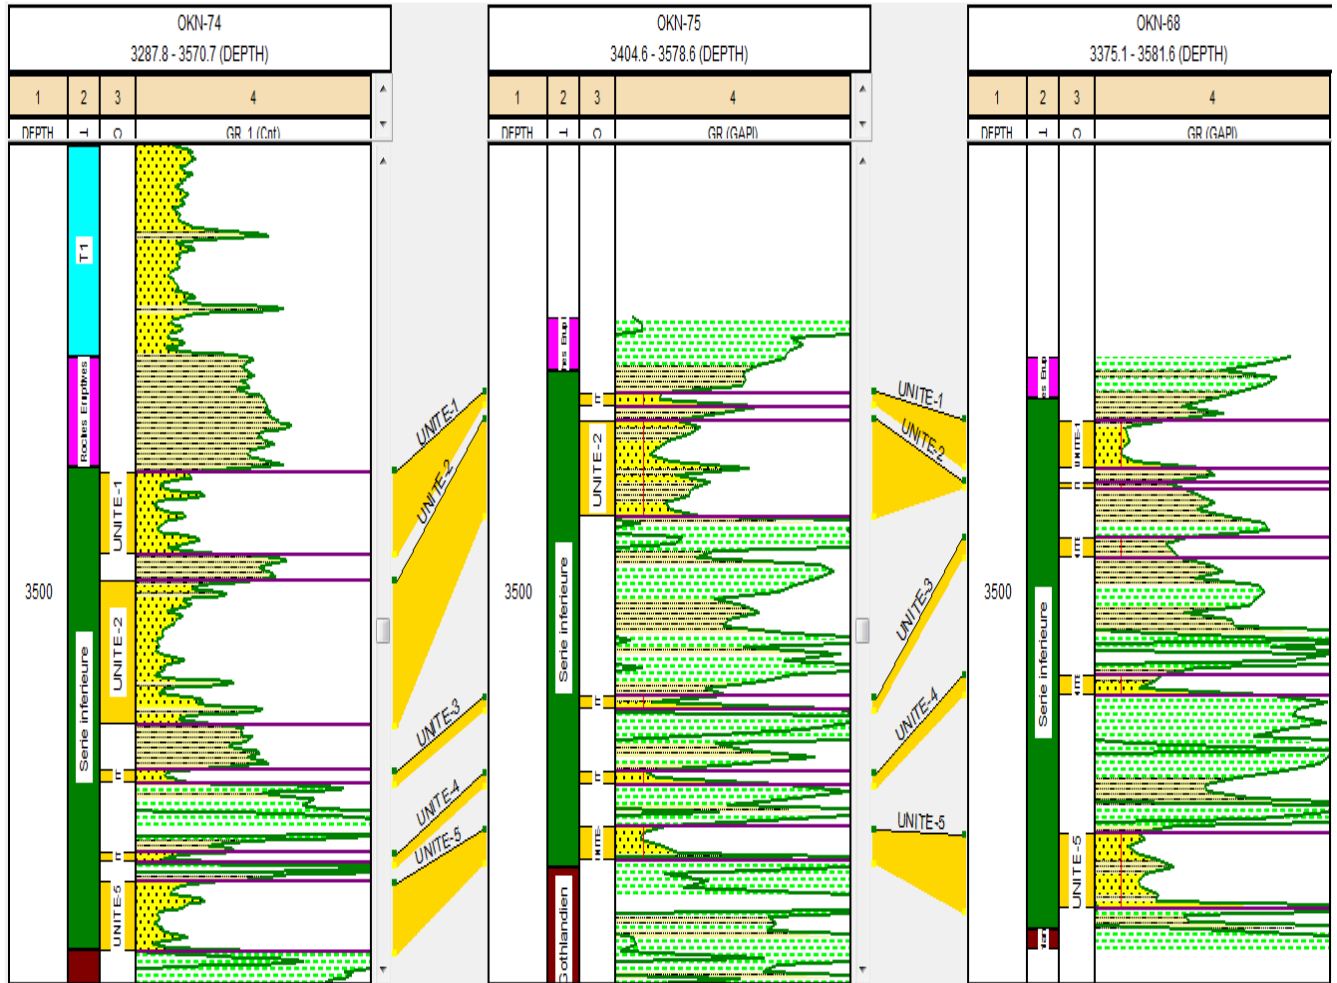 OKN-74
3287.8 - 3570.7 (DEPTH)
1 2 3 4
DEPTH GR_1 (Cnt)
T1
Roches Eruptives
Serie inferieure
UNITE-1
UNITE-2
UNITE-5
3500
UNITE-1
UNITE-2
UNITE-3
UNITE-4
UNITE-5
OKN-75
3404.6 - 3578.6 (DEPTH)
1 2 3 4
DEPTH GR (GAPI)
Serie inferieure
UNITE-2
UNITE-
3500
UNITE-1
UNITE-2
UNITE-3
UNITE-4
UNITE-5
OKN-68
3375.1 - 3581.6 (DEPTH)
1 2 3 4
DEPTH GR (GAPI)
Serie inferieure
UNITE-1
UNITE-5
3500